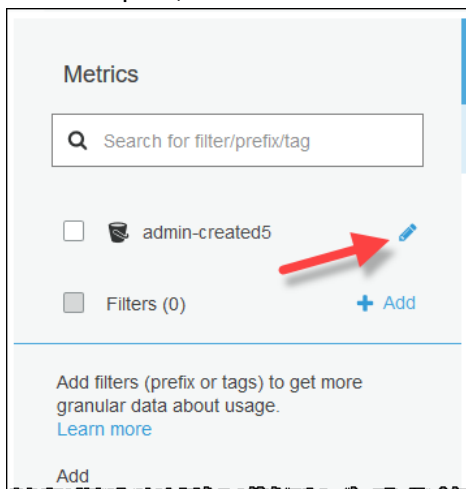 Metrics
Search for filter/prefix/tag
admin-created5
Filters (0) + Add
Add filters (prefix or tags) to get more
granular data about usage.
Learn more
Add